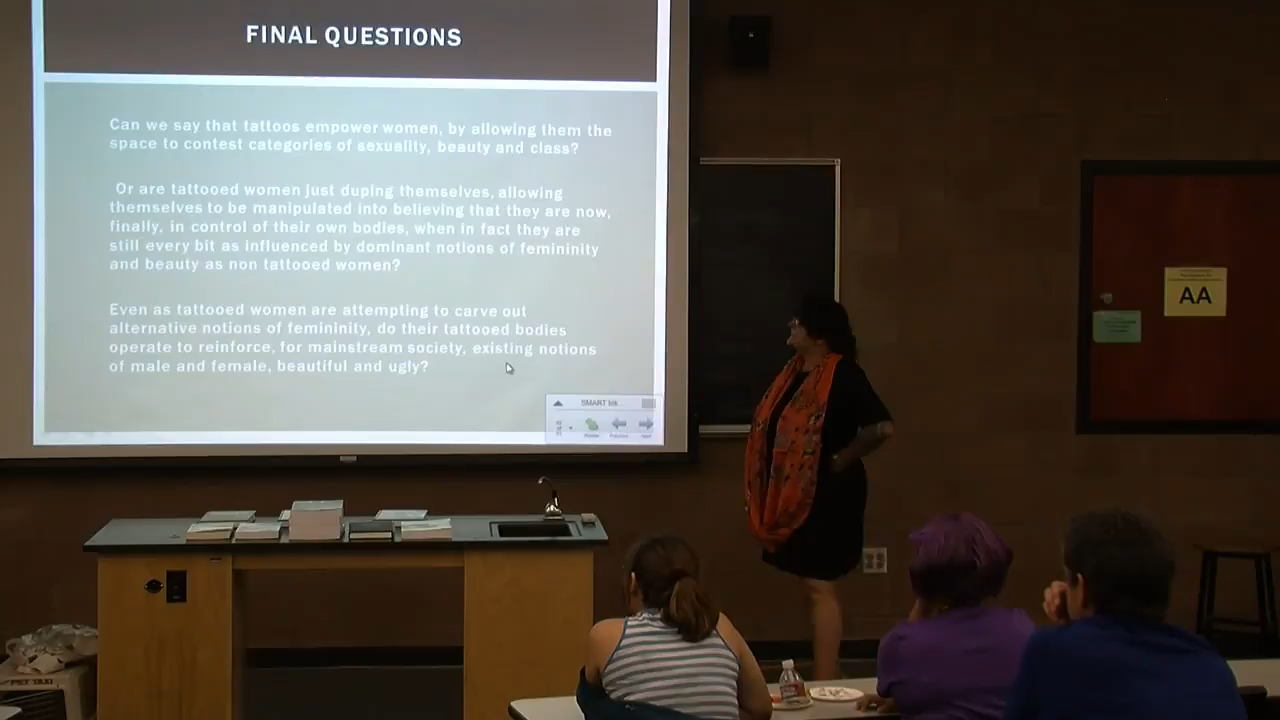 FINAL QUESTIONS
Can we say that tattoos empower women, by allowing them the
space to contest categories of sexuality, beauty and class?
Or are tattooed women just duping themselves, allowing
themselves to be manipulated into believing that they are now,
finally, in control of their own bodies, when in fact they are
still every bit as influenced by dominant notions of femininity
and beauty as non tattooed women?
Even as tattooed women are attempting to carve out
alternative notions of femininity, do their tattooed bodies
operate to reinforce, for mainstream society, existing notions
of male and female, beautiful and ugly?
SMART Ink
Previous
AA
PET TAXI